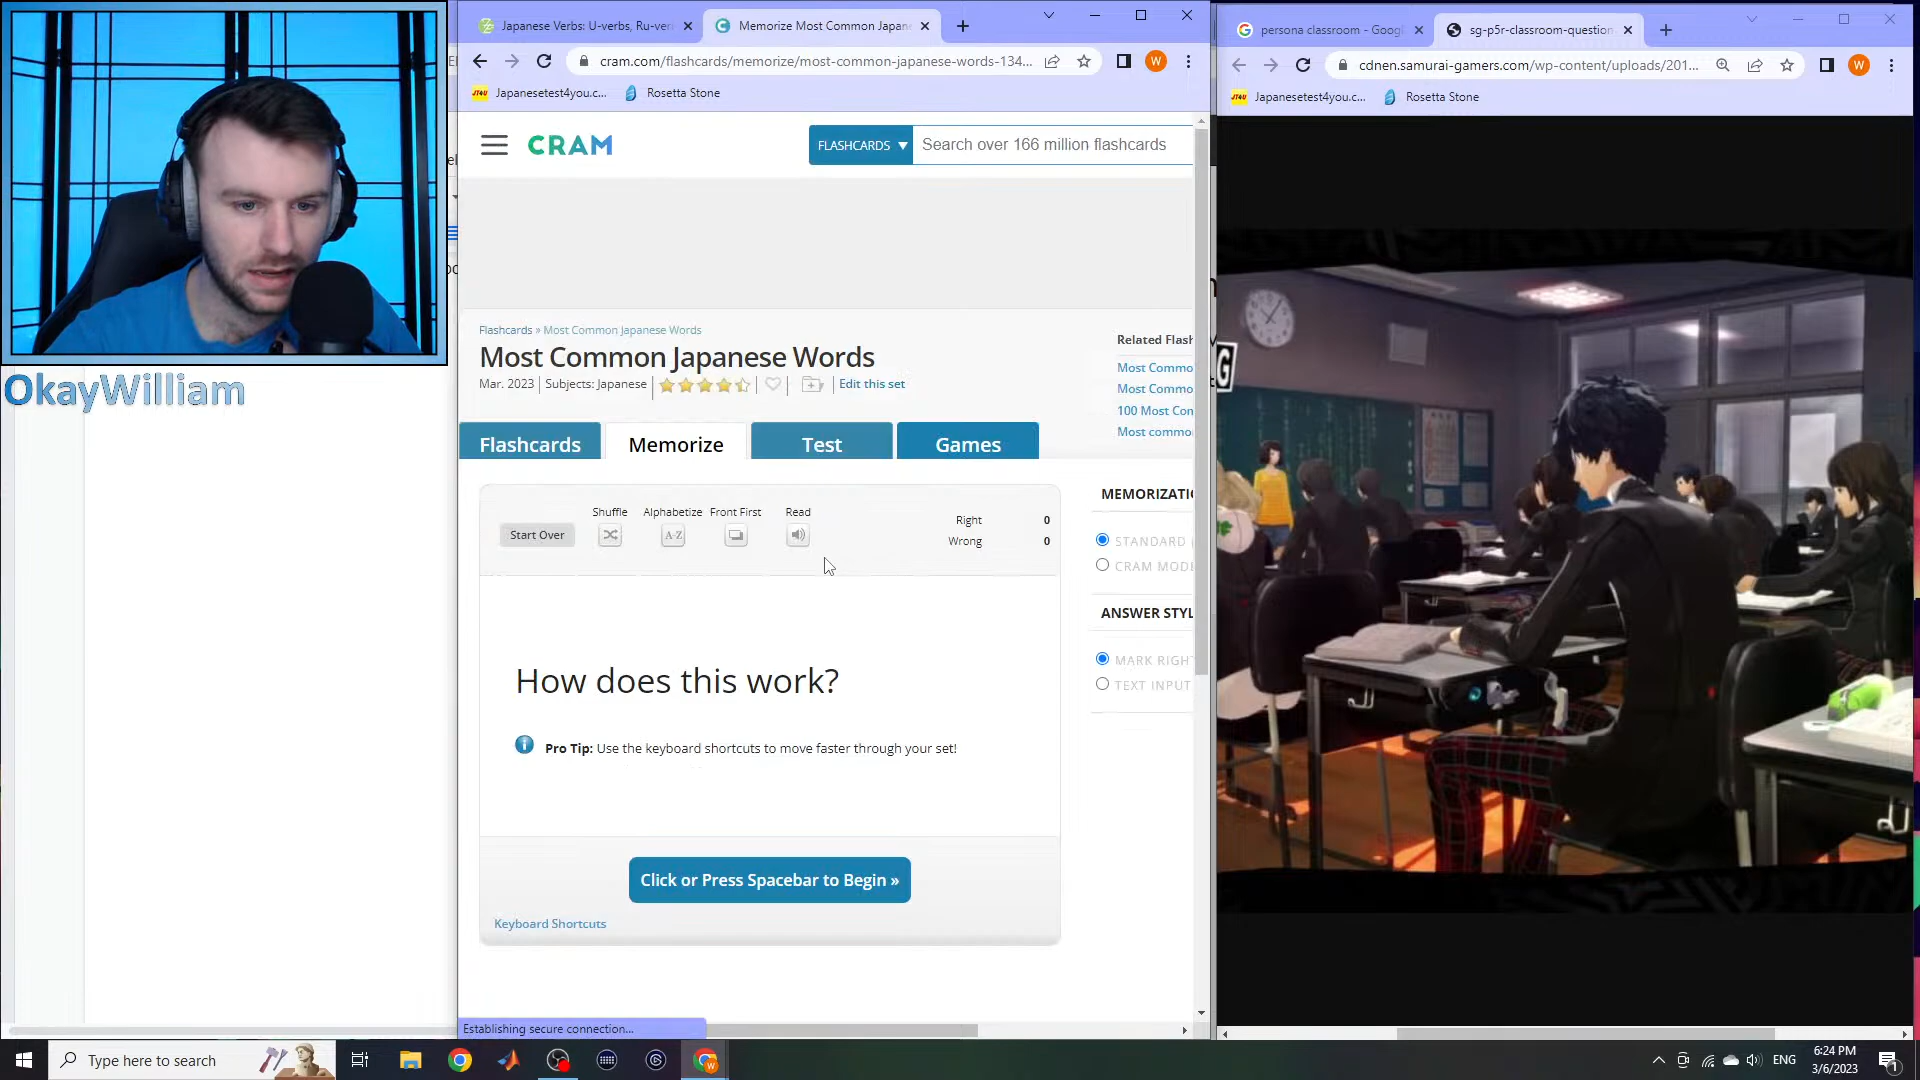 Japanese Verbs: U-verbs, Ru-ver
Memorize Most Common Japane
cram.com/flashcards/memorize/most-common-japanese-words-134...
Japanesetest4you.c...
Rosetta Stone
CRAM
FLASHCARDS
Search over 166 million flashcards
Flashcards » Most Common Japanese Words
Most Common Japanese Words
Mar. 2023
Subjects: Japanese
Edit this set
Related Flash
Most Commo
Most Commo
100 Most Con
Most commo
Flashcards
Memorize
Test
Games
Start Over
Shuffle
Alphabetize
A-Z
Front First
Read
Right 0
Wrong 0
MEMORIZATIO
STANDARD
CRAM MODE
ANSWER STYL
MARK RIGHT
TEXT INPUT
How does this work?
Pro Tip: Use the keyboard shortcuts to move faster through your set!
Click or Press Spacebar to Begin »
Keyboard Shortcuts
Establishing secure connection...
OkayWilliam
persona classroom - Googl
sg-p5r-classroom-question
cdnen.samurai-gamers.com/wp-content/uploads/201...
Japanesetest4you.c...
Rosetta Stone
Type here to search
ENG
6:24 PM
3/6/2023